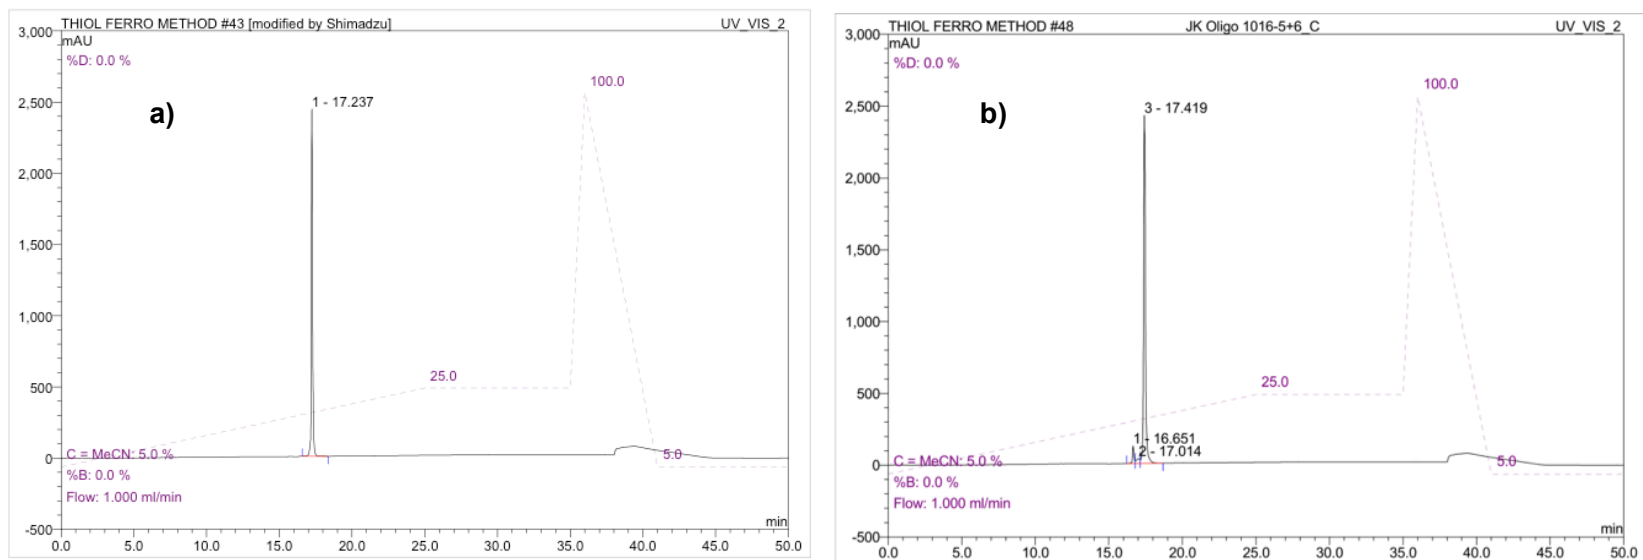 THIOL FERRO METHOD #43 [modified by Shimadzu] UV_VIS_2
3,000
mAU
%D: 0.0 %
100.0
a)
1 - 17.237
2,500
2,000
1,500
1,000
25.0
500
C = MeCN: 5.0 %
5.0
0
%B: 0.0 %
Flow: 1.000 ml/min
min
-500
0.0 5.0 10.0 15.0 20.0 25.0 30.0 35.0 40.0 45.0 50.0
THIOL FERRO METHOD #48 JK Oligo 1016-5+6_C UV_VIS_2
3,000
mAU
%D: 0.0 %
100.0
b)
3 - 17.419
2,500
2,000
1,500
1,000
25.0
500
1 - 16.651
2 - 17.014
C = MeCN: 5.0 %
5.0
0
%B: 0.0 %
Flow: 1.000 ml/min
min
-500
0.0 5.0 10.0 15.0 20.0 25.0 30.0 35.0 40.0 45.0 50.0